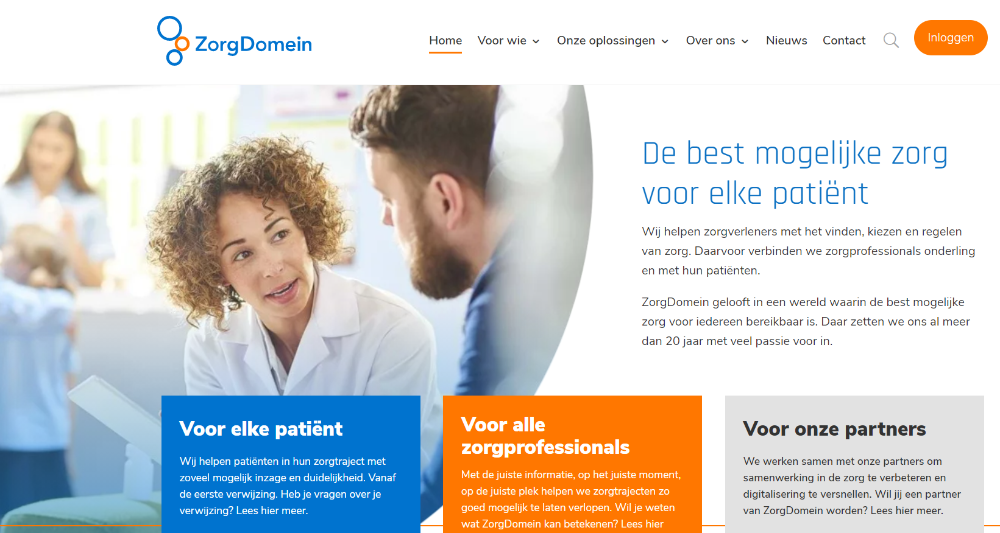 ZorgDomein
Home Voor wie Onze oplossingen Over ons Nieuws Contact Inloggen
De best mogelijke zorg
voor elke patiënt
Wij helpen zorgverleners met het vinden, kiezen en regelen
van zorg. Daarvoor verbinden we zorgprofessionals onderling
en met hun patiënten.
ZorgDomein gelooft in een wereld waarin de best mogelijke
zorg voor iedereen bereikbaar is. Daar zetten we ons al meer
dan 20 jaar met veel passie voor in.
Voor elke patiënt
Wij helpen patiënten in hun zorgtraject met
zoveel mogelijk inzage en duidelijkheid. Vanaf
de eerste verwijzing. Heb je vragen over je
verwijzing? Lees hier meer.
Voor alle
zorgprofessionals
Met de juiste informatie, op het juiste moment,
op de juiste plek helpen we zorgtrajecten zo
goed mogelijk te laten verlopen. Wil je weten
wat ZorgDomein kan betekenen? Lees hier
Voor onze partners
We werken samen met onze partners om
samenwerking in de zorg te verbeteren en
digitalisering te versnellen. Wil jij een partner
van ZorgDomein worden? Lees hier meer.